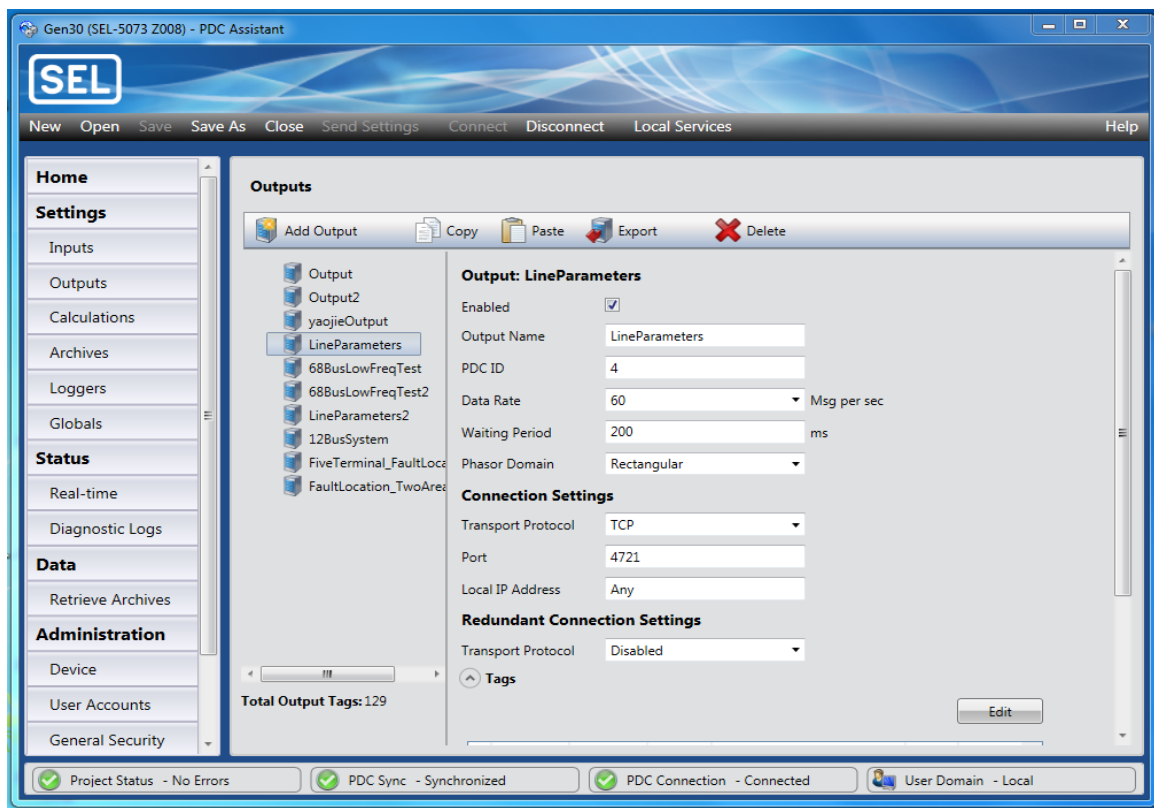 Gen30 (SEL-5073 Z008) - PDC Assistant
SEL
New Open Save Save As Close Send Settings Connect Disconnect Local Services Help
Home
Settings
Inputs
Outputs
Calculations
Archives
Loggers
Globals
Status
Real-time
Diagnostic Logs
Data
Retrieve Archives
Administration
Device
User Accounts
General Security
Outputs
Add Output Copy Paste Export Delete
Output
Output2
yaojieOutput
LineParameters
68BusLowFreqTest
68BusLowFreqTest2
LineParameters2
12BusSystem
FiveTerminal_FaultLoca
FaultLocation_TwoArea
Total Output Tags: 129
Output: LineParameters
Enabled
Output Name LineParameters
PDC ID 4
Data Rate 60 Msg per sec
Waiting Period 200 ms
Phasor Domain Rectangular
Connection Settings
Transport Protocol TCP
Port 4721
Local IP Address Any
Redundant Connection Settings
Transport Protocol Disabled
Tags
Edit
Project Status - No Errors
PDC Sync - Synchronized
PDC Connection - Connected
User Domain - Local